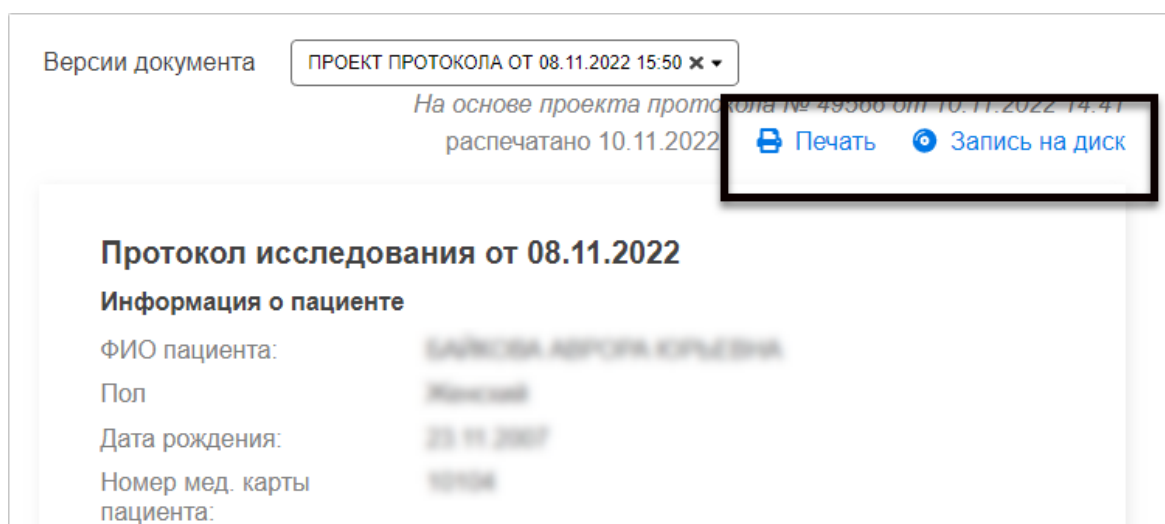 Версии документа ПРОЕКТ ПРОТОКОЛА ОТ 08.11.2022 15:50
На основе проекта протокола № 49566 от 10.11.2022 14:41
распечатано 10.11.2022 Печать Запись на диск
Протокол исследования от 08.11.2022
Информация о пациенте
ФИО пациента:
Пол
Дата рождения:
Номер мед. карты
пациента: